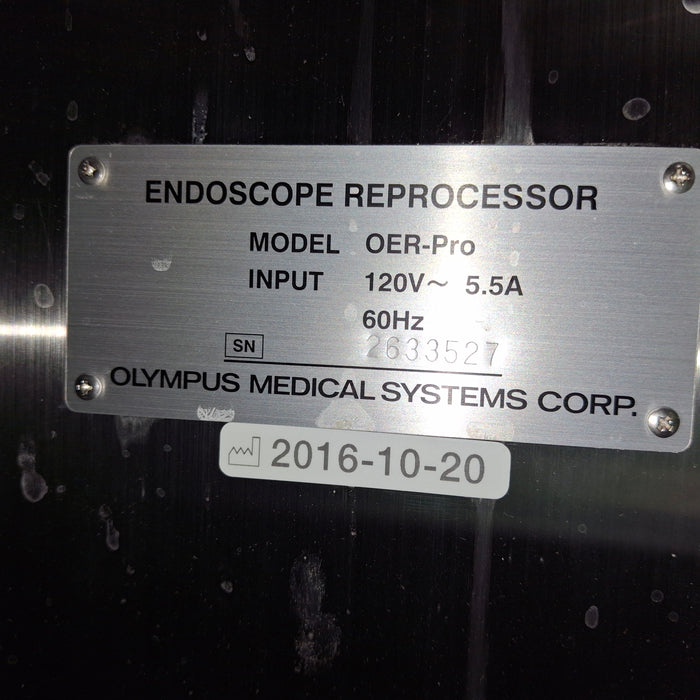 ENDOSCOPE REPROCESSOR
MODEL OER-Pro
INPUT 120V~ 5.5A
60Hz
SN 2633527
OLYMPUS MEDICAL SYSTEMS CORP.
2016-10-20